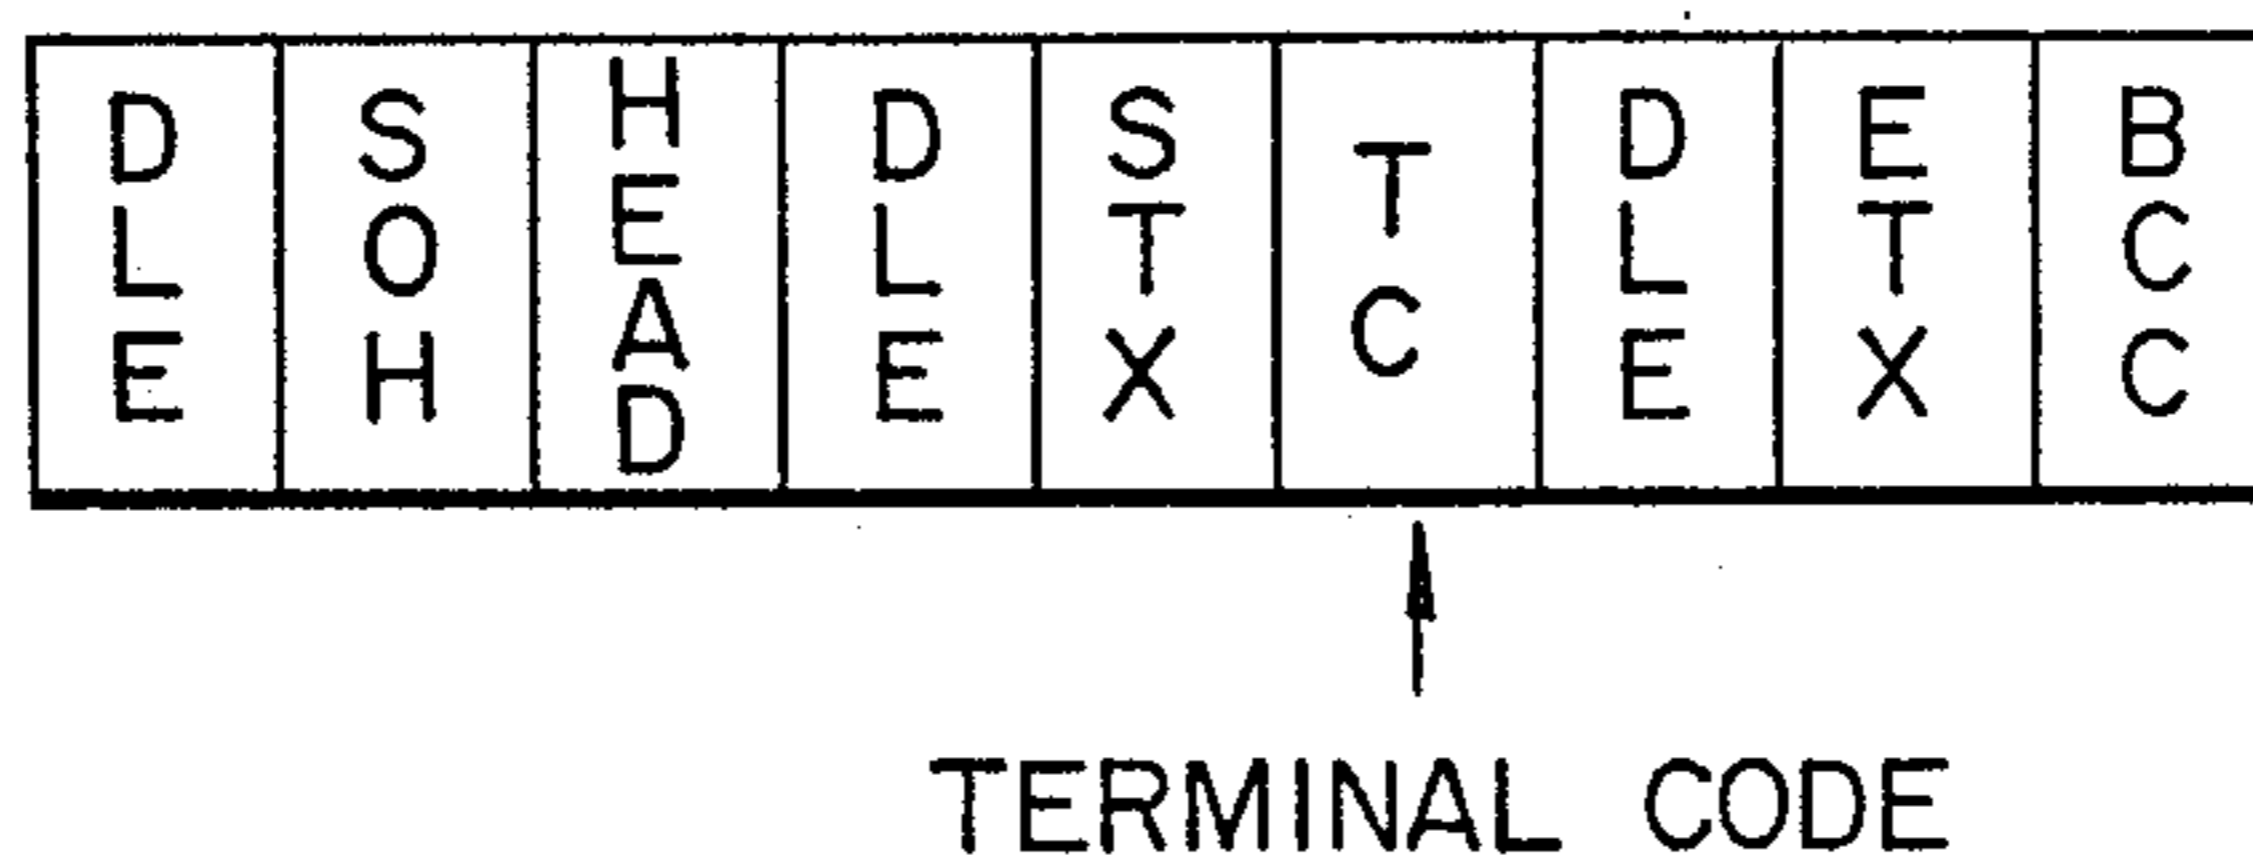 DLE SOH HEAD DLE STX TC DLE ETX BCC
TERMINAL CODE